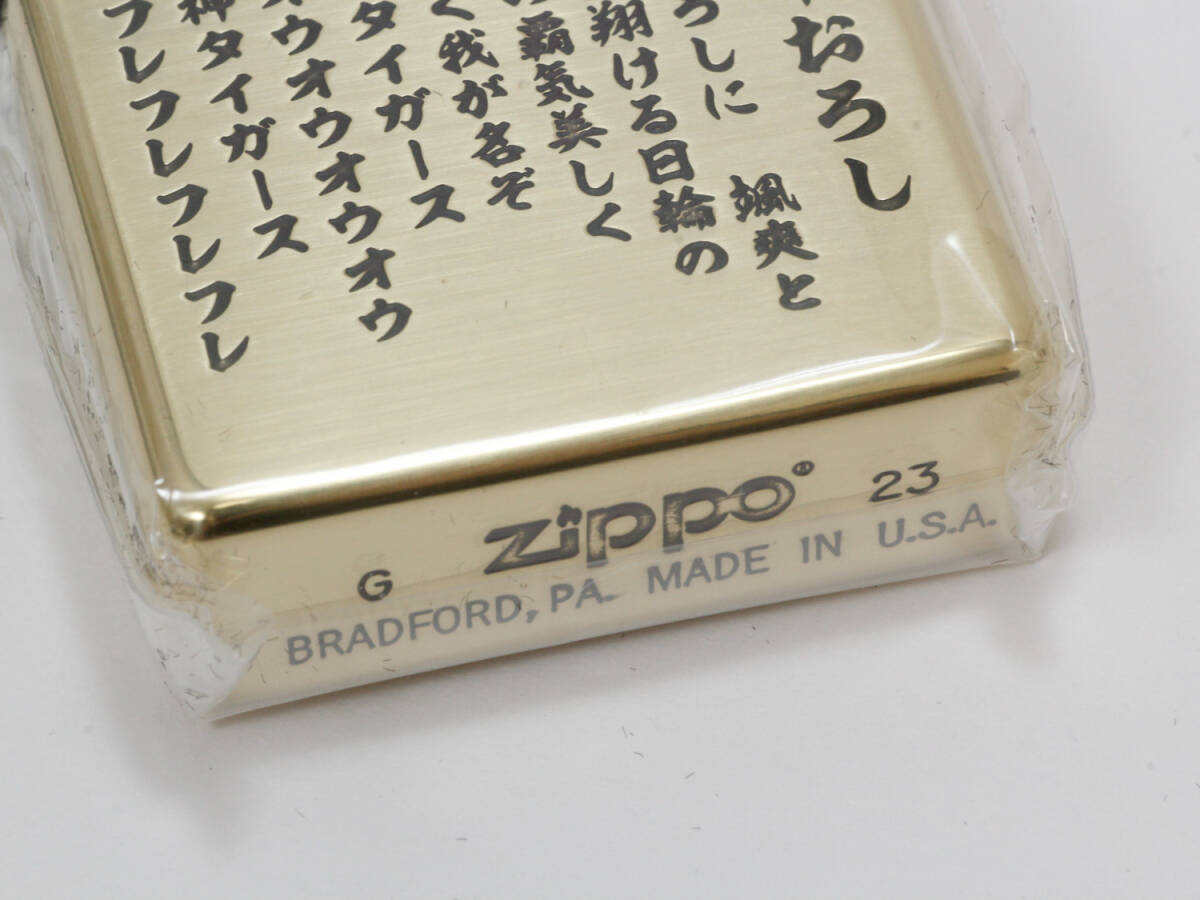 おろし
ろしに 颯爽と
翔ける日輪の
覇気美しく
く我が名ぞ
タイガース
オウオウオウオウ
神タイガース
フレフレフレフレ
zippo® 23
G
BRADFORD, PA. MADE IN U.S.A.